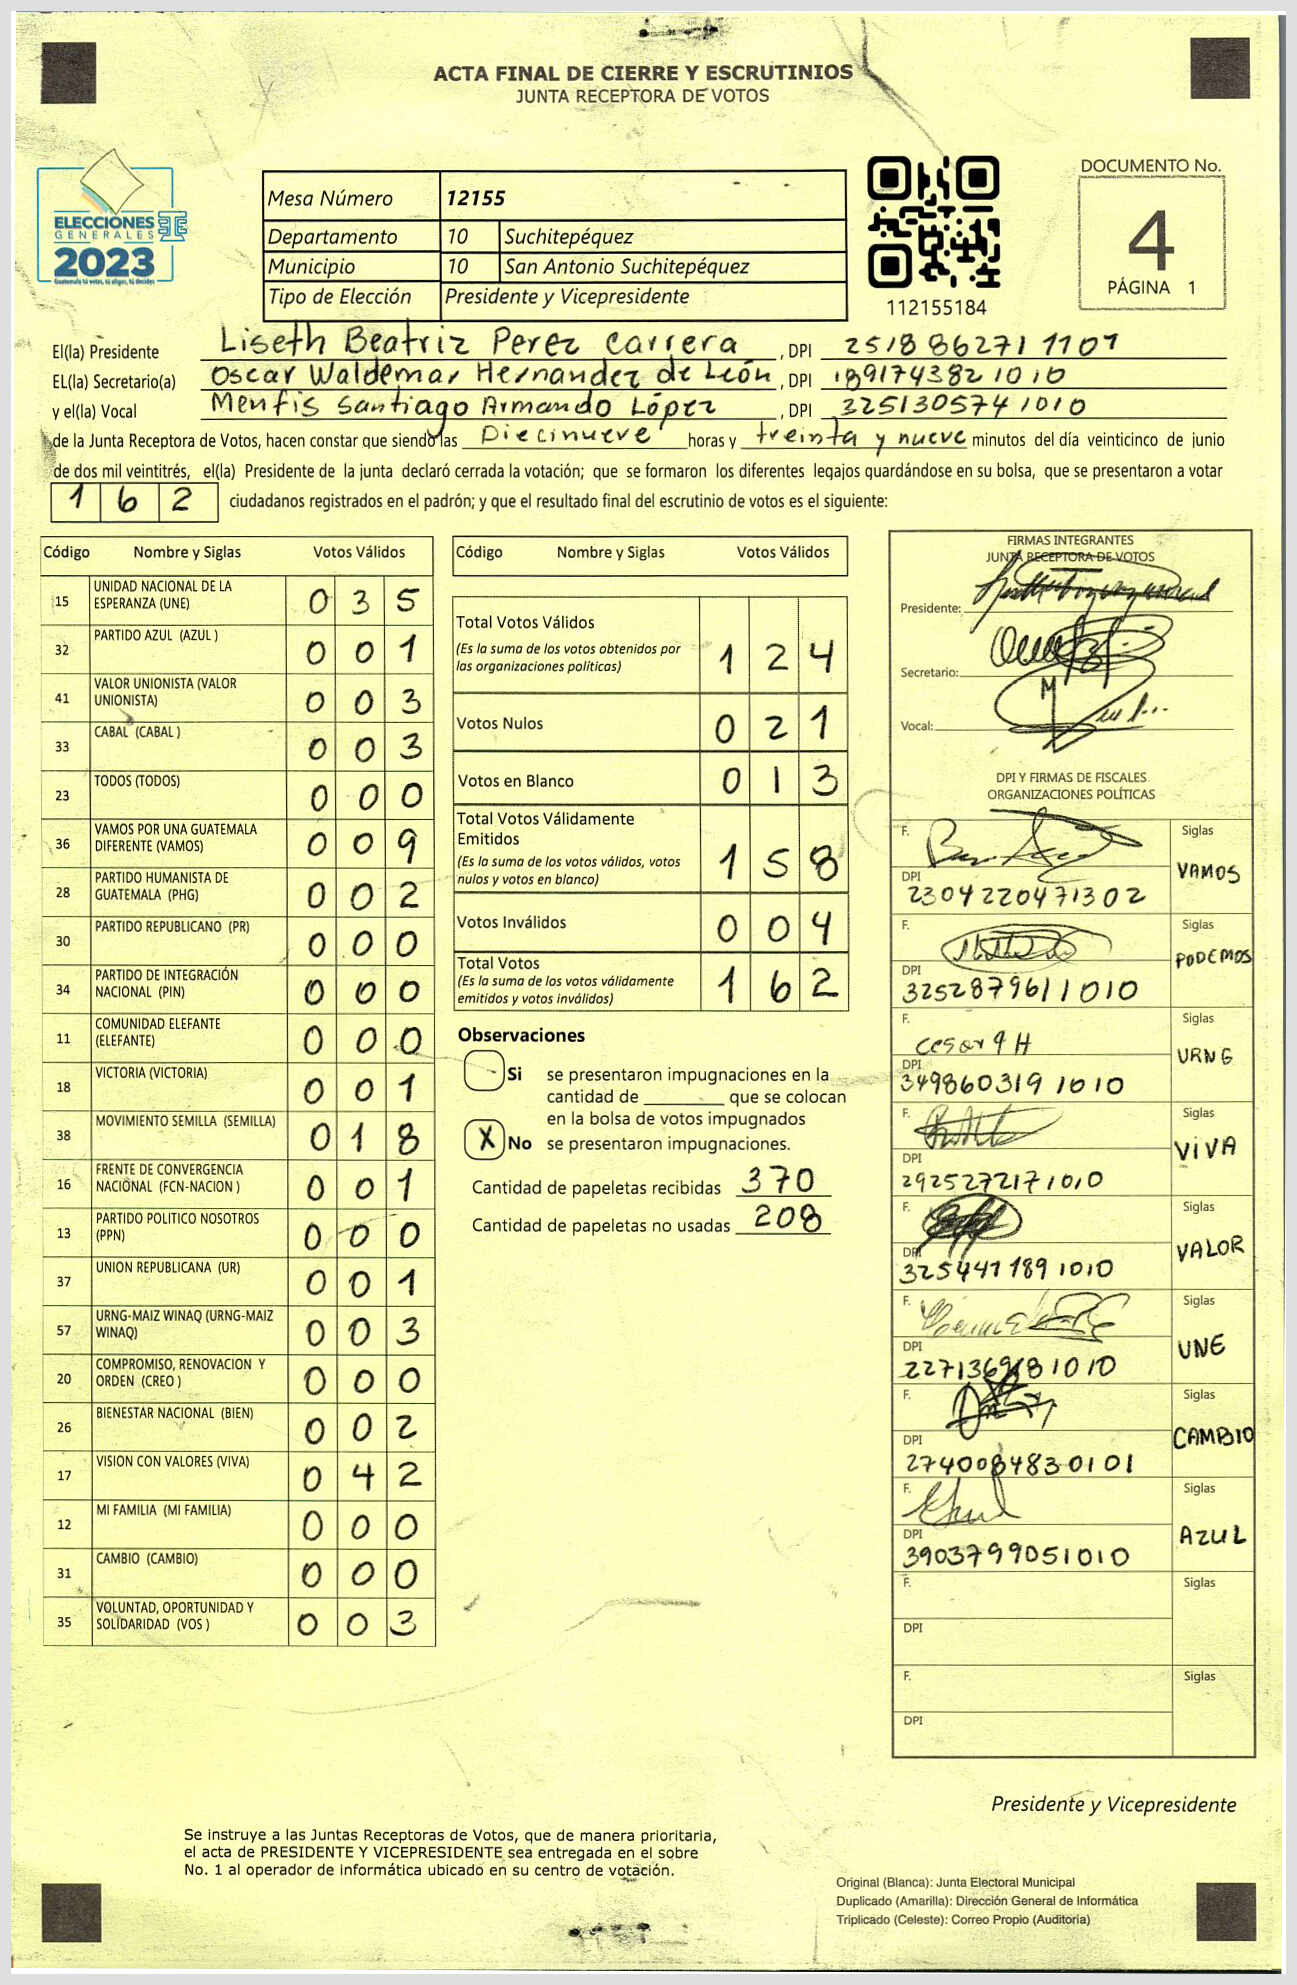 ACTA FINAL DE CIERRE Y ESCRUTINIOS
JUNTA RECEPTORA DE VOTOS
ELECCIONES
GENERALES
2023
Guatemala tú votas, tú eliges, tú decides
Mesa Número 12155
Departamento 10 Suchitepéquez
Municipio 10 San Antonio Suchitepéquez
Tipo de Elección Presidente y Vicepresidente
112155184
DOCUMENTO No.
4
PÁGINA 1
El(la) Presidente Liseth Beatriz Perez Carrera, DPI 2518 86271 1101
EL(la) Secretario(a) Oscar Waldemar Hernandez de León, DPI 1891743821010
y el(la) Vocal Menfis Santiago Armando López, DPI 3251305741010
de la Junta Receptora de Votos, hacen constar que siendo las Diecinueve horas y treinta y nueve minutos del día veinticinco de junio
de dos mil veintitrés, el(la) Presidente de la junta declaró cerrada la votación; que se formaron los diferentes legajos guardándose en su bolsa, que se presentaron a votar
1 6 2 ciudadanos registrados en el padrón; y que el resultado final del escrutinio de votos es el siguiente:
Código Nombre y Siglas Votos Válidos
15 UNIDAD NACIONAL DE LA ESPERANZA (UNE) 0 3 5
32 PARTIDO AZUL (AZUL ) 0 0 1
41 VALOR UNIONISTA (VALOR UNIONISTA) 0 0 3
33 CABAL (CABAL ) 0 0 3
23 TODOS (TODOS) 0 0 0
36 VAMOS POR UNA GUATEMALA DIFERENTE (VAMOS) 0 0 9
28 PARTIDO HUMANISTA DE GUATEMALA (PHG) 0 0 2
30 PARTIDO REPUBLICANO (PR) 0 0 0
34 PARTIDO DE INTEGRACIÓN NACIONAL (PIN) 0 0 0
11 COMUNIDAD ELEFANTE (ELEFANTE) 0 0 0
18 VICTORIA (VICTORIA) 0 0 1
38 MOVIMIENTO SEMILLA (SEMILLA) 0 1 8
16 FRENTE DE CONVERGENCIA NACIONAL (FCN-NACION ) 0 0 1
13 PARTIDO POLITICO NOSOTROS (PPN) 0 0 0
37 UNION REPUBLICANA (UR) 0 0 1
57 URNG-MAIZ WINAQ (URNG-MAIZ WINAQ) 0 0 3
20 COMPROMISO, RENOVACION Y ORDEN (CREO ) 0 0 0
26 BIENESTAR NACIONAL (BIEN) 0 0 2
17 VISION CON VALORES (VIVA) 0 4 2
12 MI FAMILIA (MI FAMILIA) 0 0 0
31 CAMBIO (CAMBIO) 0 0 0
35 VOLUNTAD, OPORTUNIDAD Y SOLIDARIDAD (VOS ) 0 0 3
Código Nombre y Siglas Votos Válidos
Total Votos Válidos
(Es la suma de los votos obtenidos por
las organizaciones políticas) 1 2 4
Votos Nulos 0 2 1
Votos en Blanco 0 1 3
Total Votos Válidamente
Emitidos
(Es la suma de los votos válidos, votos
nulos y votos en blanco) 1 5 8
Votos Inválidos 0 0 4
Total Votos
(Es la suma de los votos válidamente
emitidos y votos inválidos) 1 6 2
Observaciones
Si se presentaron impugnaciones en la
cantidad de ________ que se colocan
en la bolsa de votos impugnados
X No se presentaron impugnaciones.
Cantidad de papeletas recibidas 370
Cantidad de papeletas no usadas 208
FIRMAS INTEGRANTES
JUNTA RECEPTORA DE VOTOS
Presidente:
Secretario:
Vocal:
DPI Y FIRMAS DE FISCALES
ORGANIZACIONES POLÍTICAS
F. Siglas
VAMOS
DPI
2304220471302
F. Siglas
PODEMOS
DPI
3252879611010
F. Siglas
URNG
DPI
3498603191010
F. Siglas
VIVA
DPI
2925272171010
F. Siglas
VALOR
DPI
3254471891010
F. Siglas
UNE
DPI
2271369181010
F. Siglas
CAMBIO
DPI
2740084830101
F. Siglas
AZUL
DPI
3903799051010
F. Siglas
DPI
F. Siglas
DPI
Presidente y Vicepresidente
Se instruye a las Juntas Receptoras de Votos, que de manera prioritaria,
el acta de PRESIDENTE Y VICEPRESIDENTE sea entregada en el sobre
No. 1 al operador de informática ubicado en su centro de votación.
Original (Blanca): Junta Electoral Municipal
Duplicado (Amarilla): Dirección General de Informática
Triplicado (Celeste): Correo Propio (Auditoría)